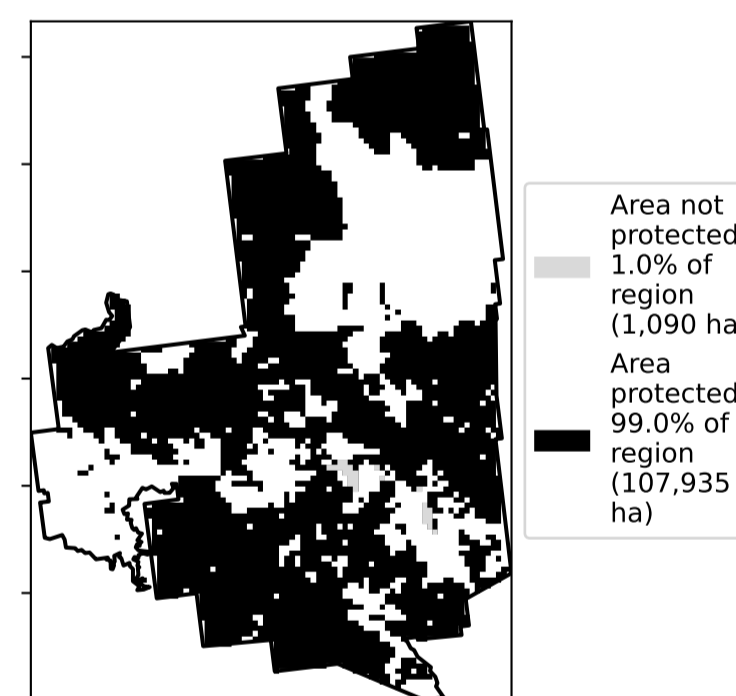 Area not
protected
1.0% of
region
(1,090 ha
Area
protected
99.0% of
region
(107,935
ha)